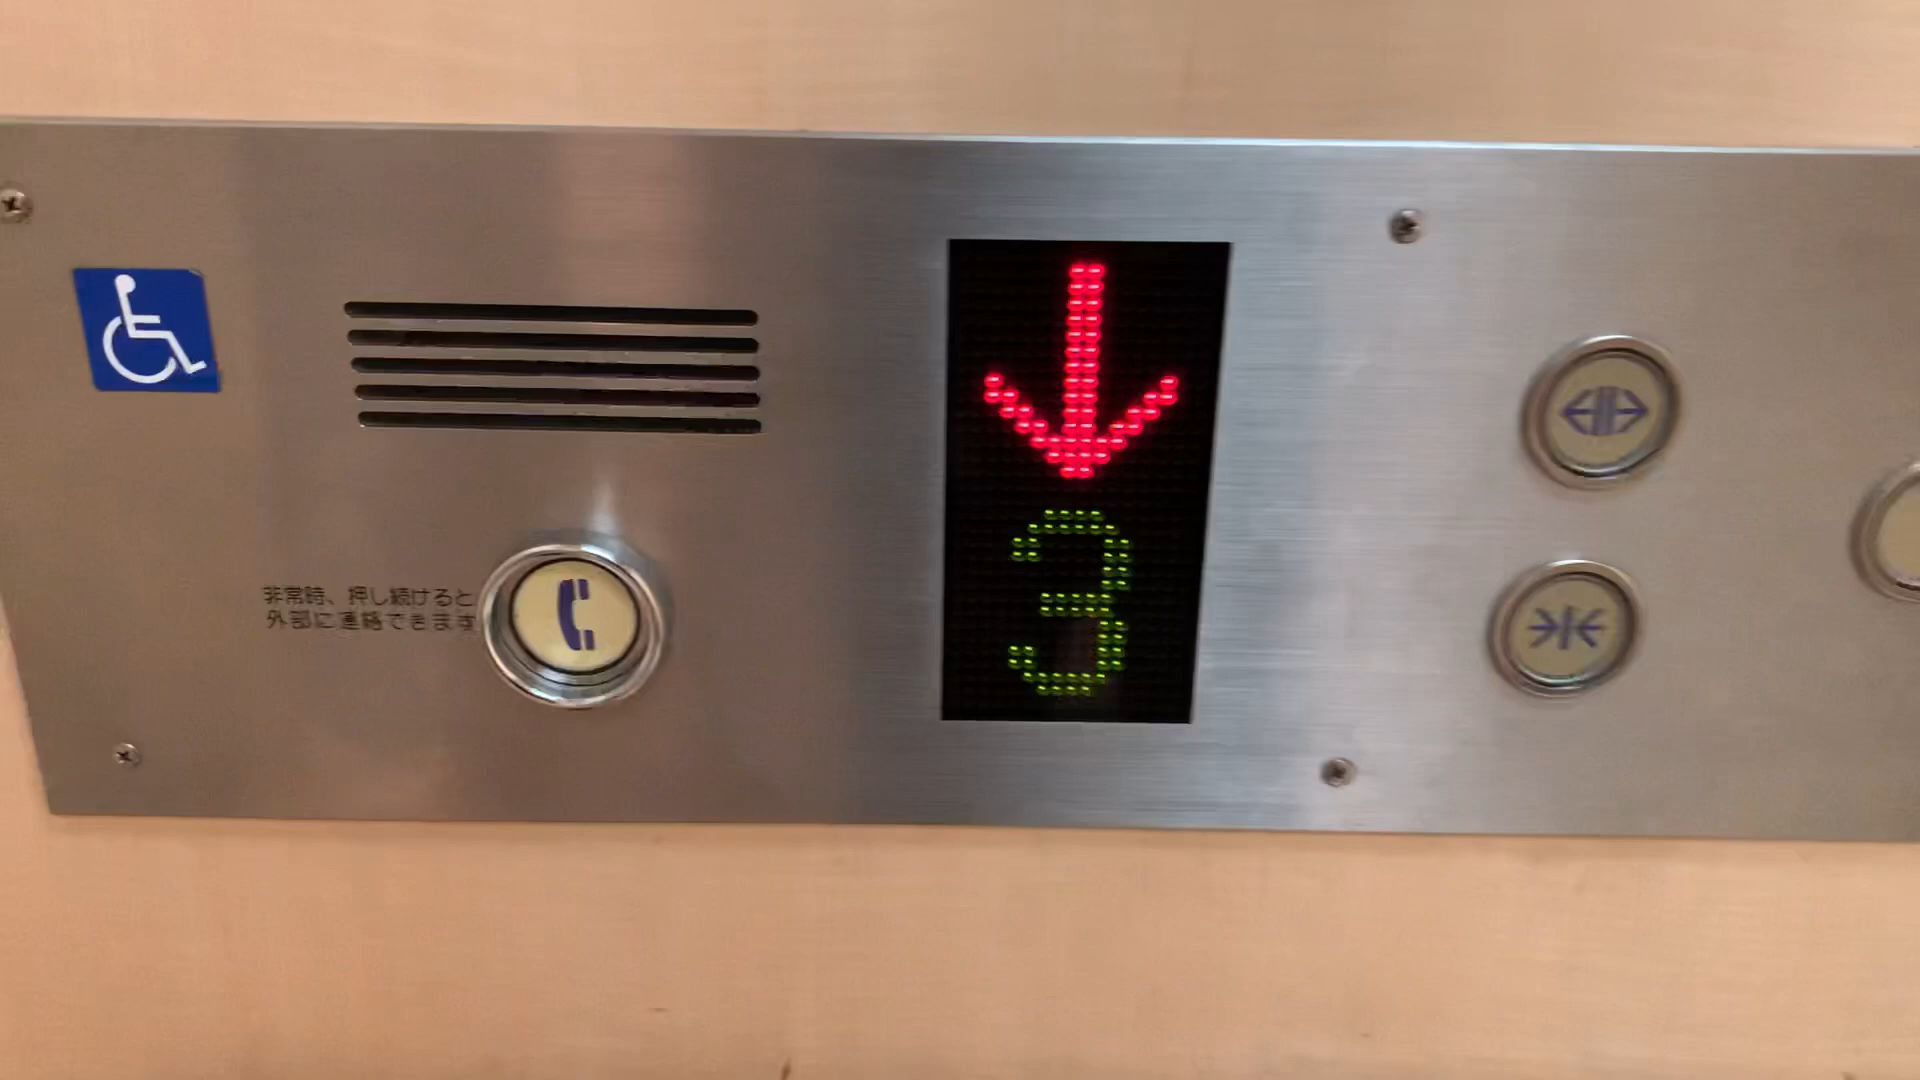 非常時、押し続けると
外部に連絡できます
3